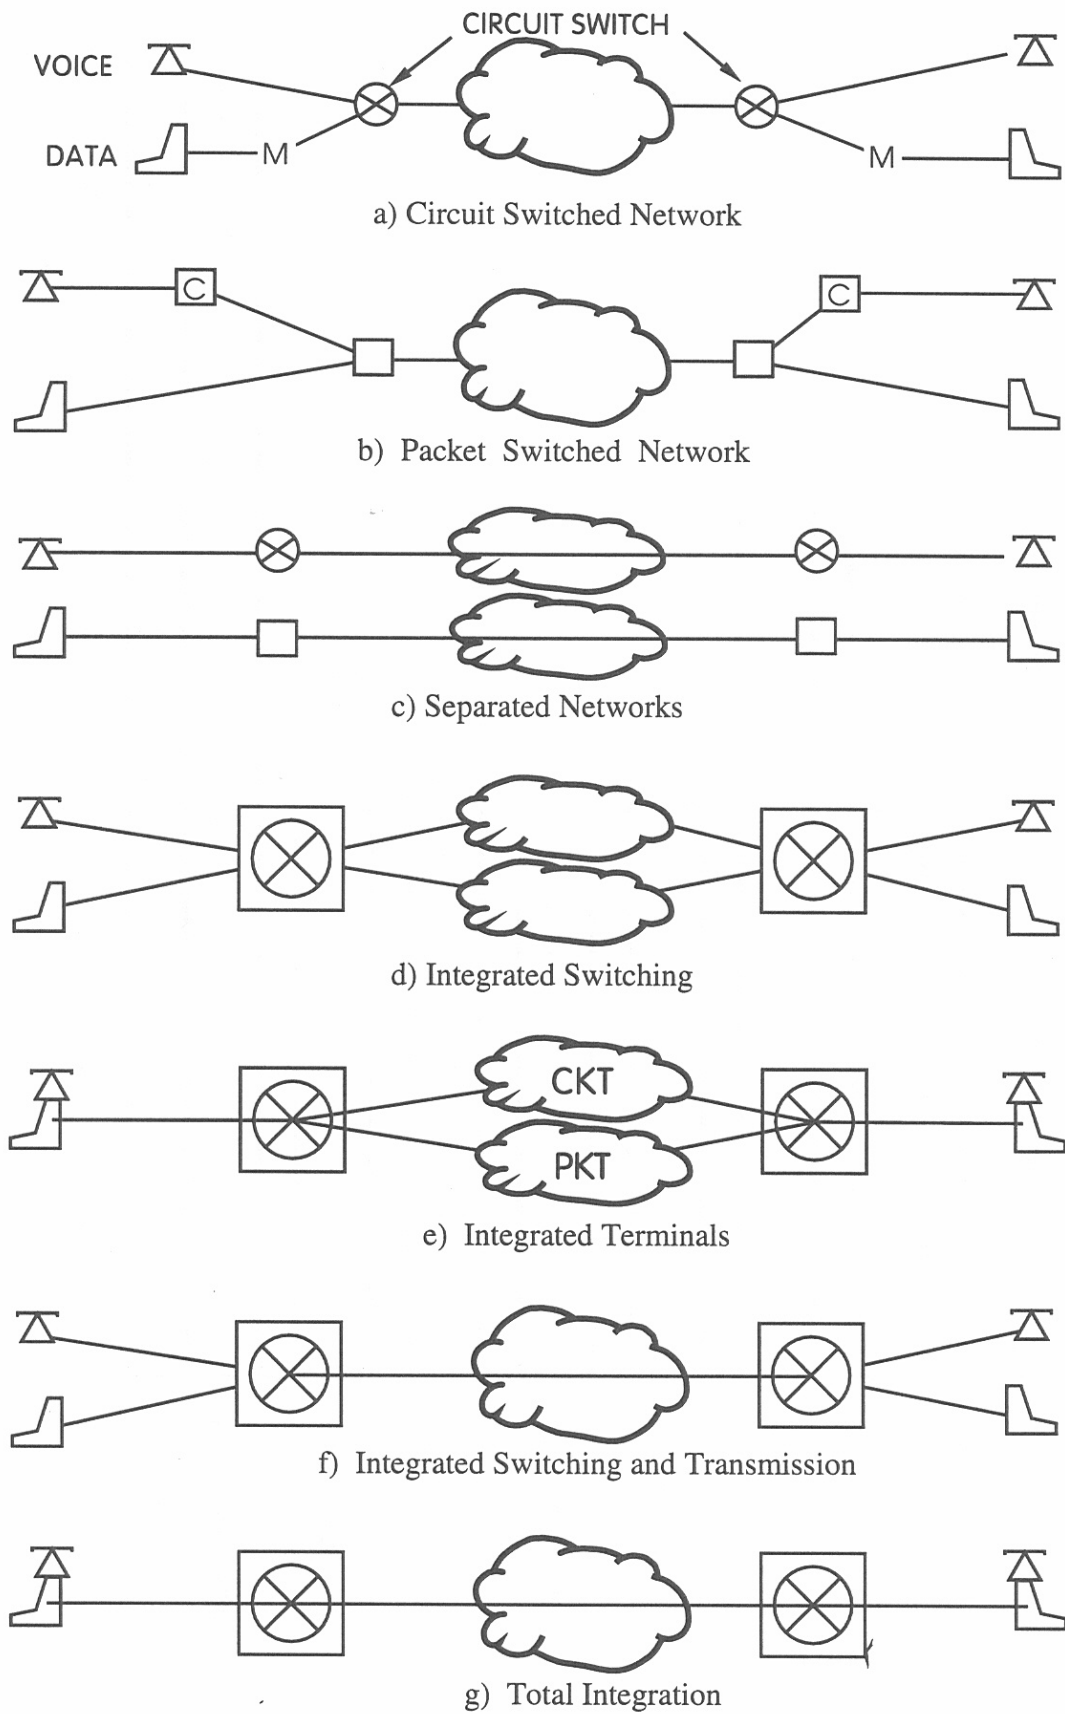 CIRCUIT SWITCH
VOICE
DATA
M
M
a) Circuit Switched Network
C
C
b) Packet Switched Network
c) Separated Networks
d) Integrated Switching
CKT
PKT
e) Integrated Terminals
f) Integrated Switching and Transmission
g) Total Integration